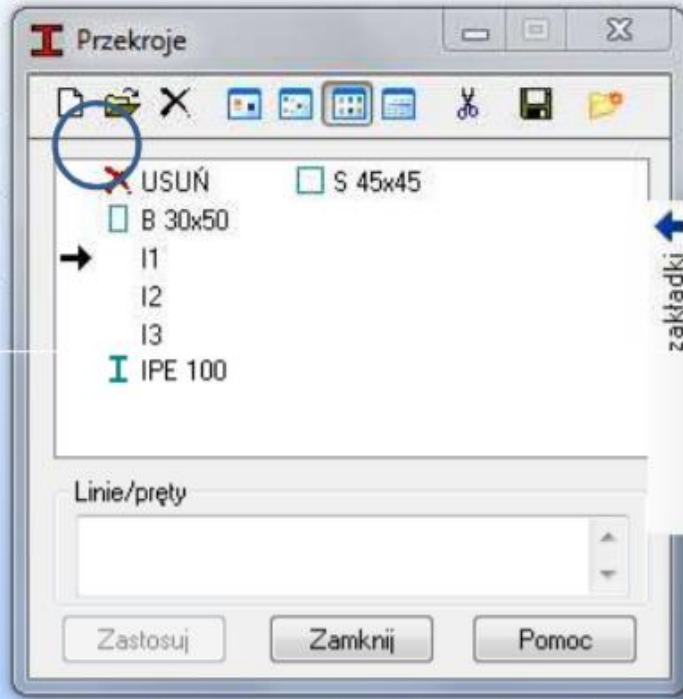 Przekroje
USUŃ S 45x45
B 30x50
I1
I2
I3
IPE 100
zakładki
Linie/pręty
Zastosuj Zamknij Pomoc